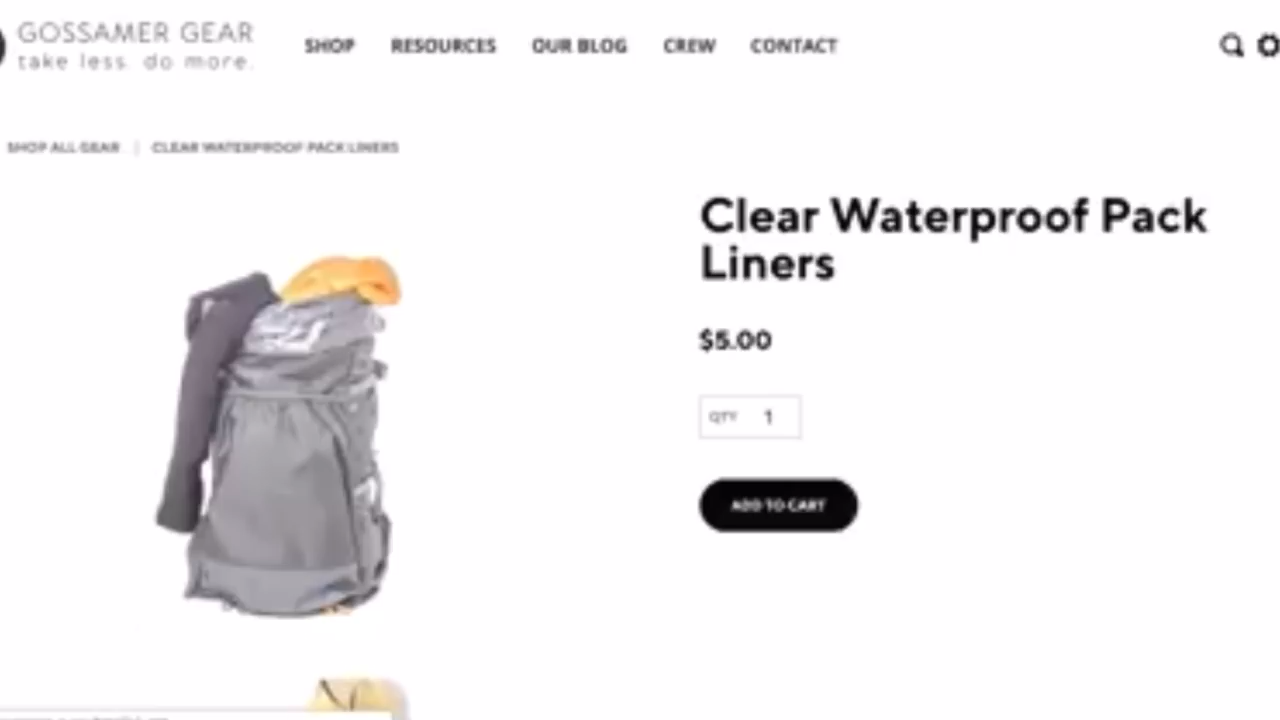 GOSSAMER GEAR
take less. do more.
SHOP RESOURCES OUR BLOG CREW CONTACT
SHOP ALL GEAR | CLEAR WATERPROOF PACK LINERS
Clear Waterproof Pack
Liners
$5.00
QTY 1
ADD TO CART